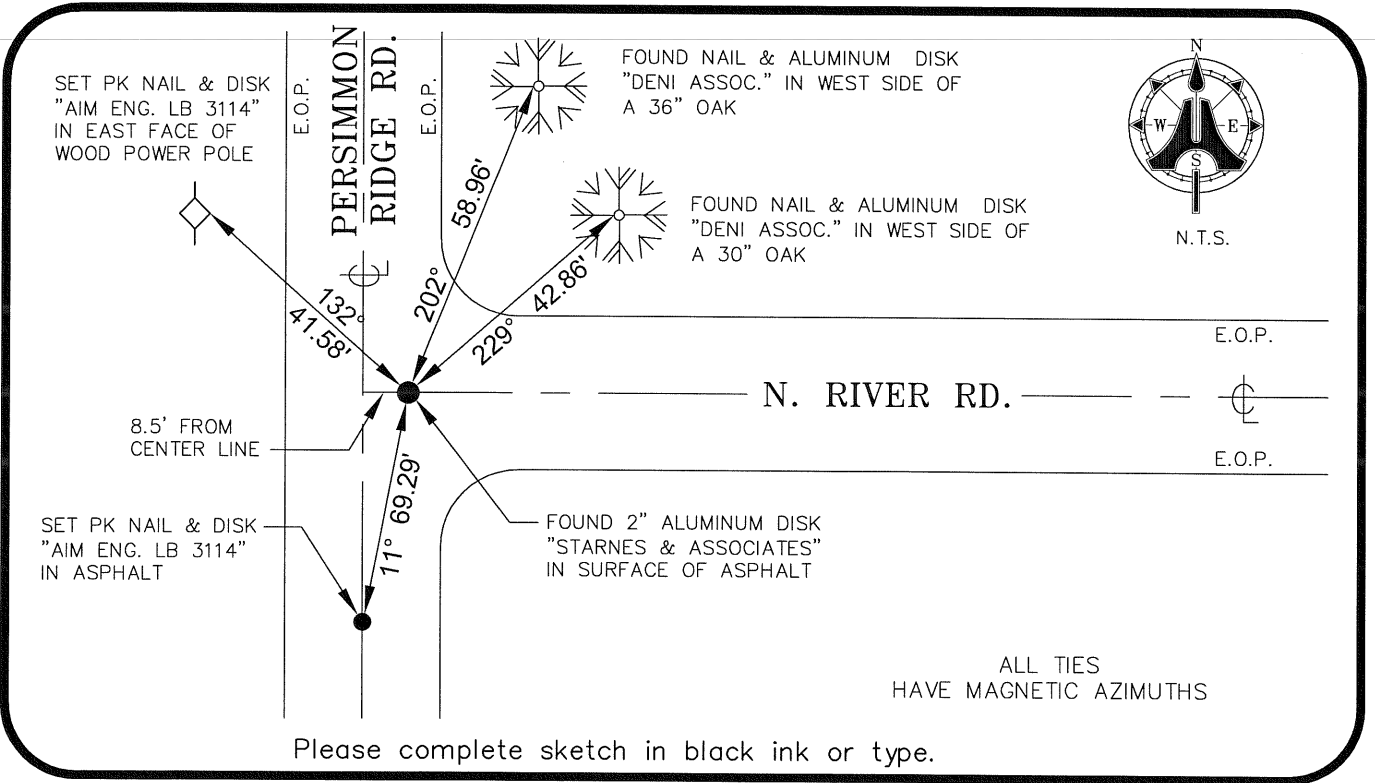 SET PK NAIL & DISK
"AIM ENG. LB 3114"
IN EAST FACE OF
WOOD POWER POLE
E.O.P.
PERSIMMON
RIDGE RD.
E.O.P.
FOUND NAIL & ALUMINUM DISK
"DENI ASSOC." IN WEST SIDE OF
A 36" OAK
N
W
E
S
N.T.S.
58.96'
202°
FOUND NAIL & ALUMINUM DISK
"DENI ASSOC." IN WEST SIDE OF
A 30" OAK
42.86'
229°
132°
41.58'
℄
E.O.P.
N. RIVER RD.
℄
E.O.P.
8.5' FROM
CENTER LINE
11° 69.29'
SET PK NAIL & DISK
"AIM ENG. LB 3114"
IN ASPHALT
FOUND 2" ALUMINUM DISK
"STARNES & ASSOCIATES"
IN SURFACE OF ASPHALT
ALL TIES
HAVE MAGNETIC AZIMUTHS
Please complete sketch in black ink or type.